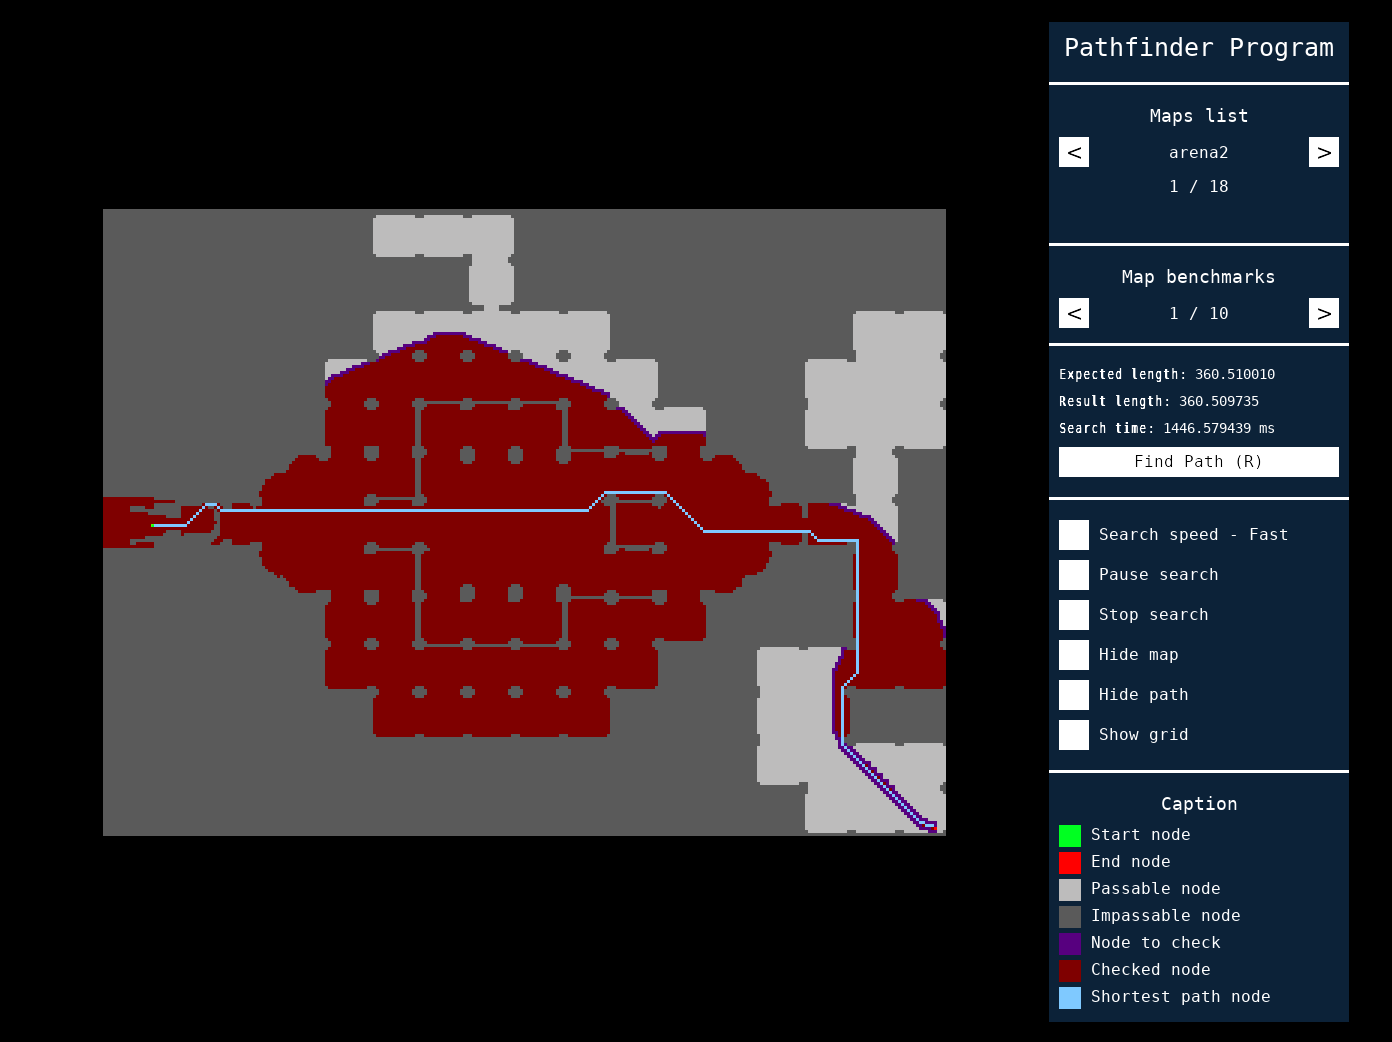 Pathfinder Program
Maps list
< arena2 >
1 / 18
Map benchmarks
< 1 / 10 >
Expected length: 360.510010
Result length: 360.509735
Search time: 1446.579439 ms
Find Path (R)
Search speed - Fast
Pause search
Stop search
Hide map
Hide path
Show grid
Caption
Start node
End node
Passable node
Impassable node
Node to check
Checked node
Shortest path node